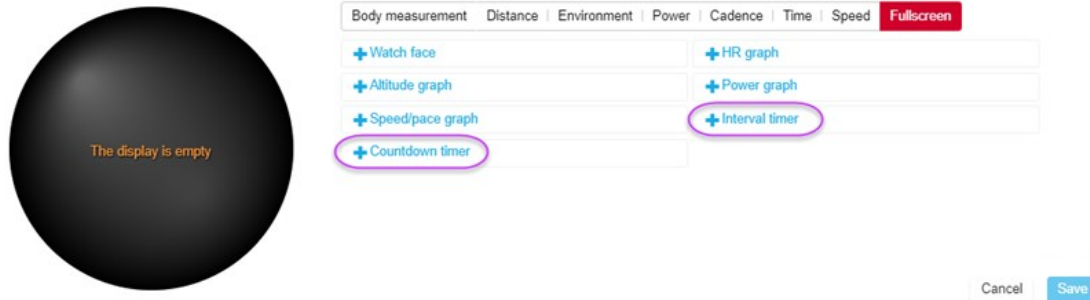 Body measurement Distance Environment Power Cadence Time Speed Fullscreen
Watch face
HR graph
Altitude graph
Power graph
Speed/pace graph
Interval timer
Countdown timer
The display is empty
Cancel Save